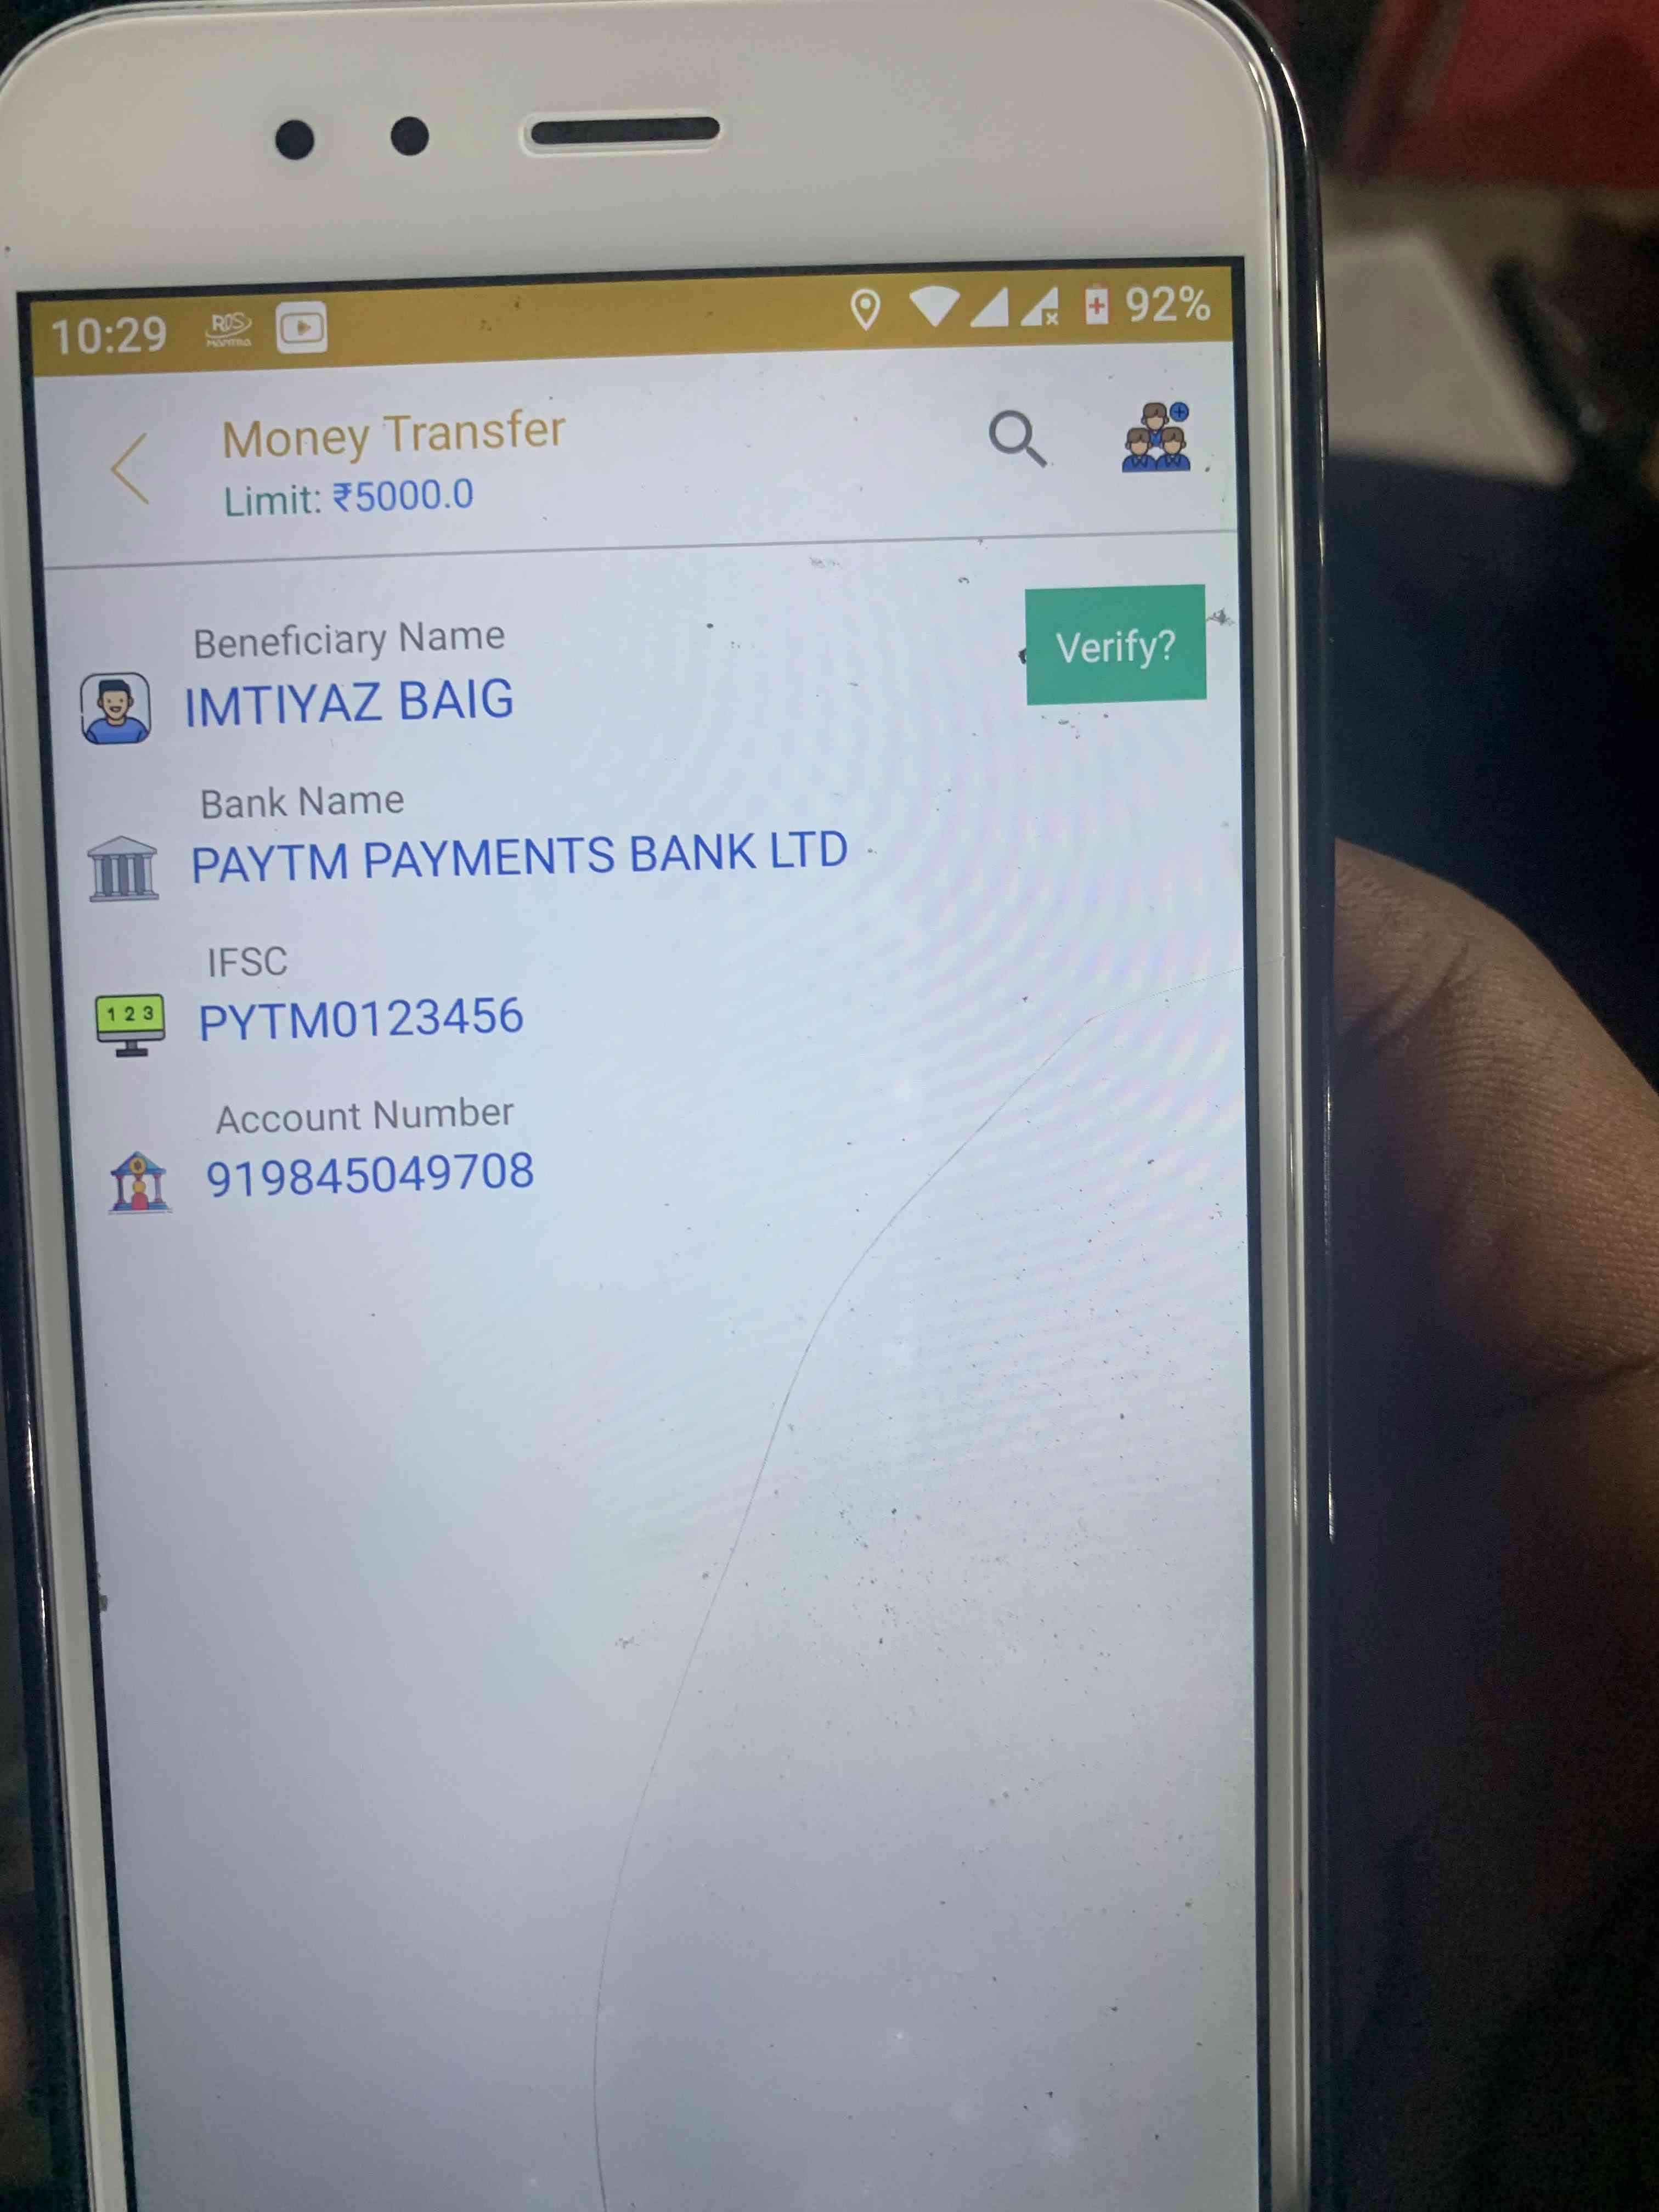 10:29 RDS MANTRA 92%
Money Transfer
Limit: ₹5000.0
Beneficiary Name
IMTIYAZ BAIG
Verify?
Bank Name
PAYTM PAYMENTS BANK LTD
IFSC
1 2 3
PYTM0123456
Account Number
919845049708